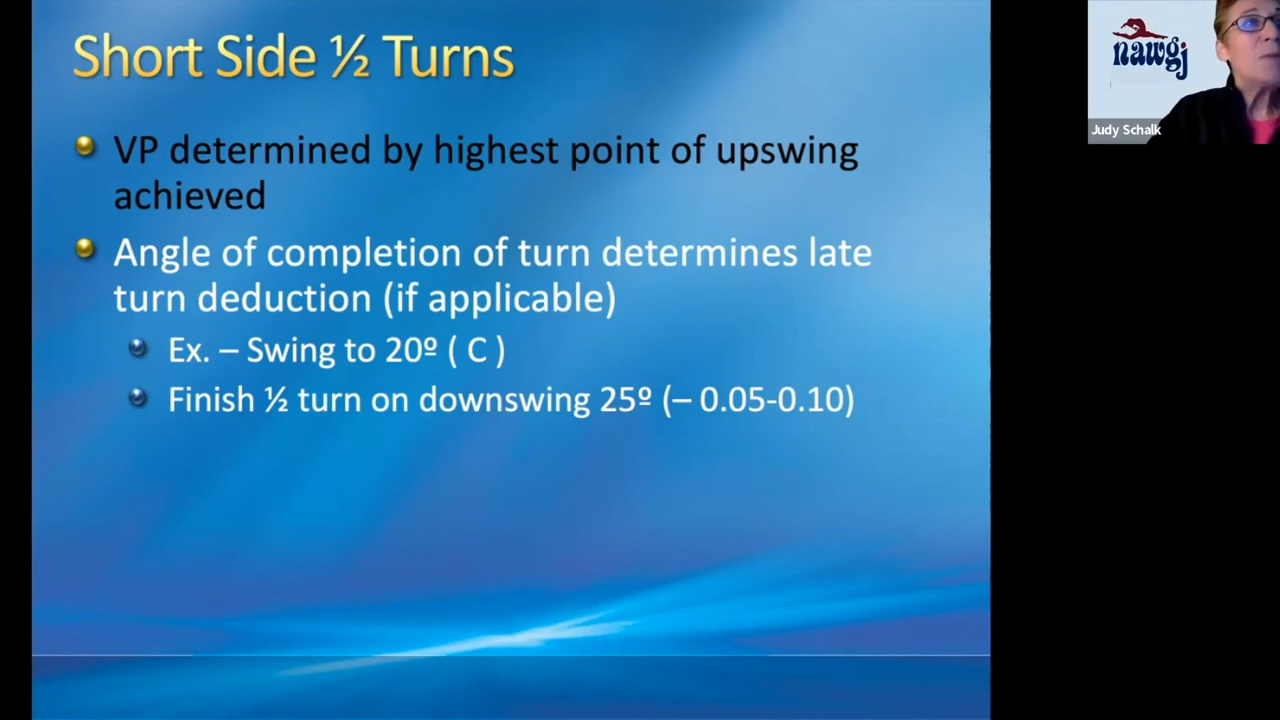 Short Side ½ Turns
VP determined by highest point of upswing
achieved
Angle of completion of turn determines late
turn deduction (if applicable)
Ex. – Swing to 20º ( C )
Finish ½ turn on downswing 25º (– 0.05-0.10)
nawgj
Judy Schalk